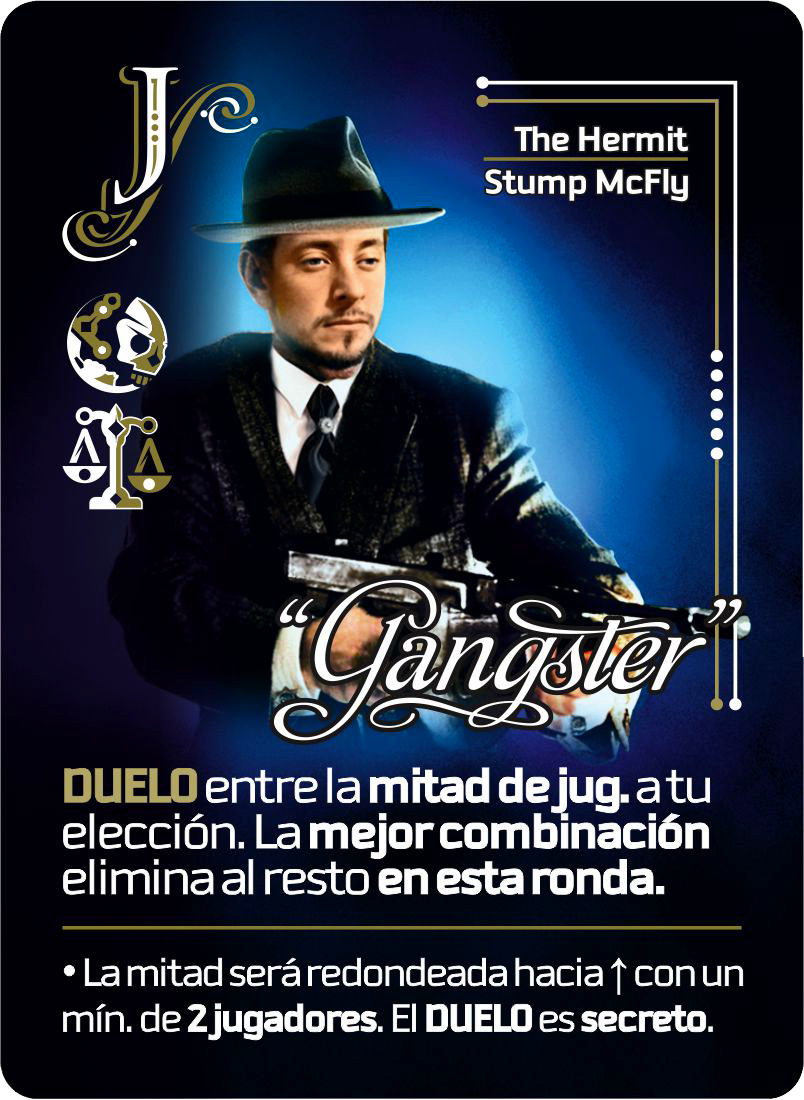 J
The Hermit
Stump McFly
“Gangster”
DUELO entre la mitad de jug. a tu
elección. La mejor combinación
elimina al resto en esta ronda.
• La mitad será redondeada hacia ↑ con un
mín. de 2 jugadores. El DUELO es secreto.